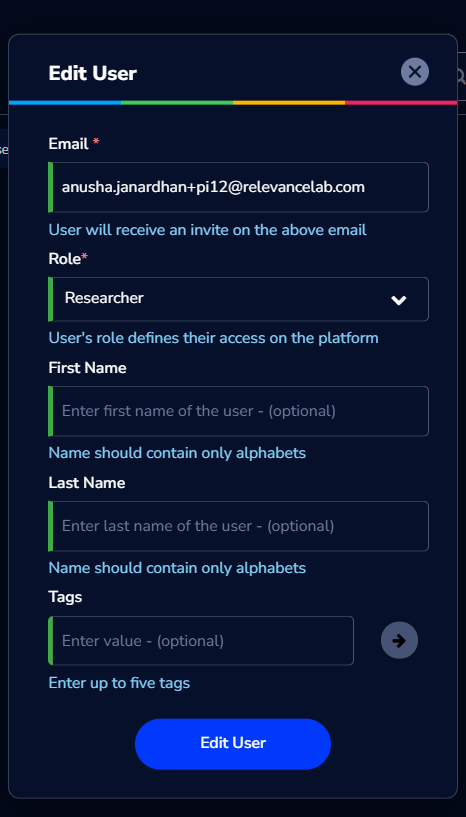 Edit User
Email *
anusha.janardhan+pi12@relevancelab.com
User will receive an invite on the above email
Role*
Researcher
User's role defines their access on the platform
First Name
Enter first name of the user - (optional)
Name should contain only alphabets
Last Name
Enter last name of the user - (optional)
Name should contain only alphabets
Tags
Enter value - (optional)
Enter up to five tags
Edit User